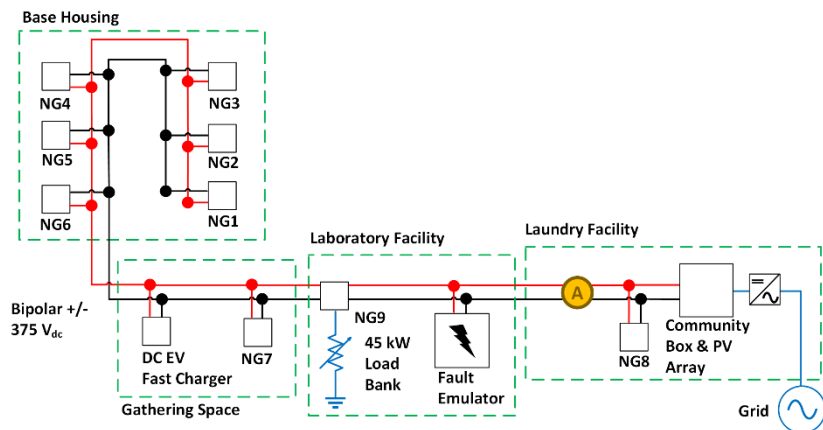 Base Housing
NG4
NG3
NG5
NG2
NG6
NG1
Laboratory Facility
Laundry Facility
Bipolar +/-
375 Vdc
A
DC EV
Fast Charger
NG7
Gathering Space
NG9
45 kW
Load
Bank
Fault
Emulator
NG8
Community
Box & PV
Array
Grid